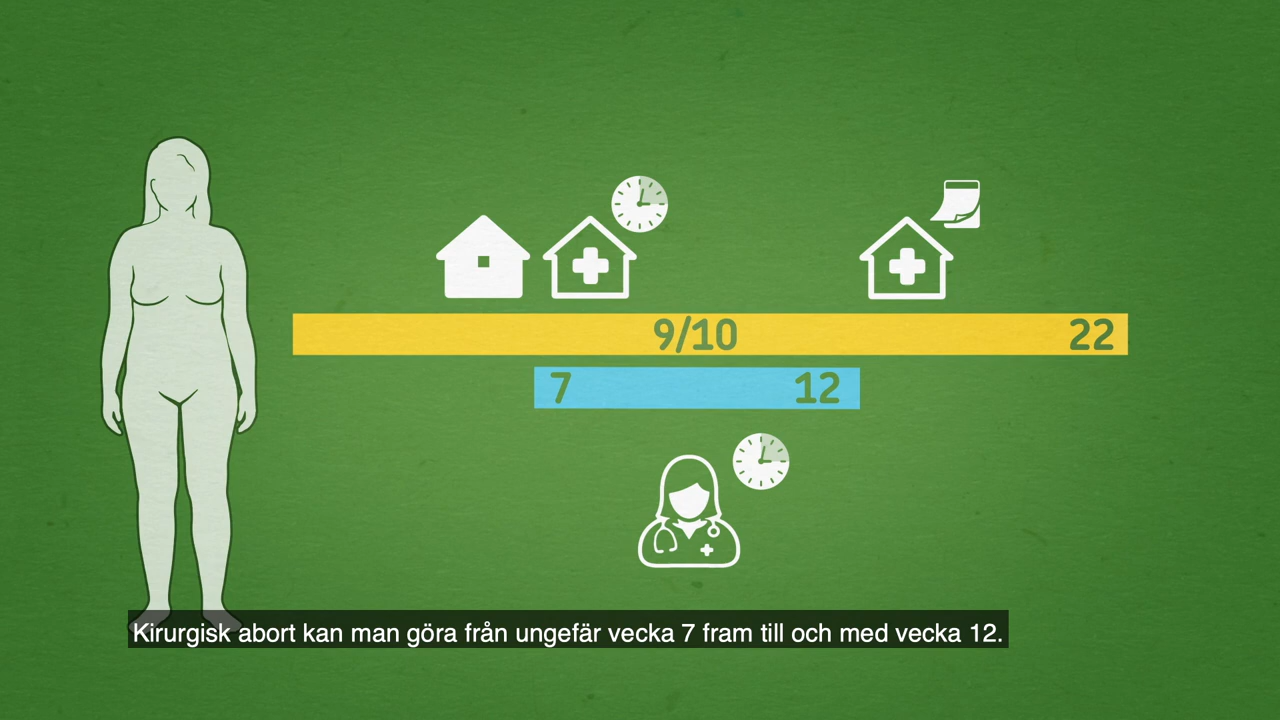 9/10
22
7
12
Kirurgisk abort kan man göra från ungefär vecka 7 fram till och med vecka 12.